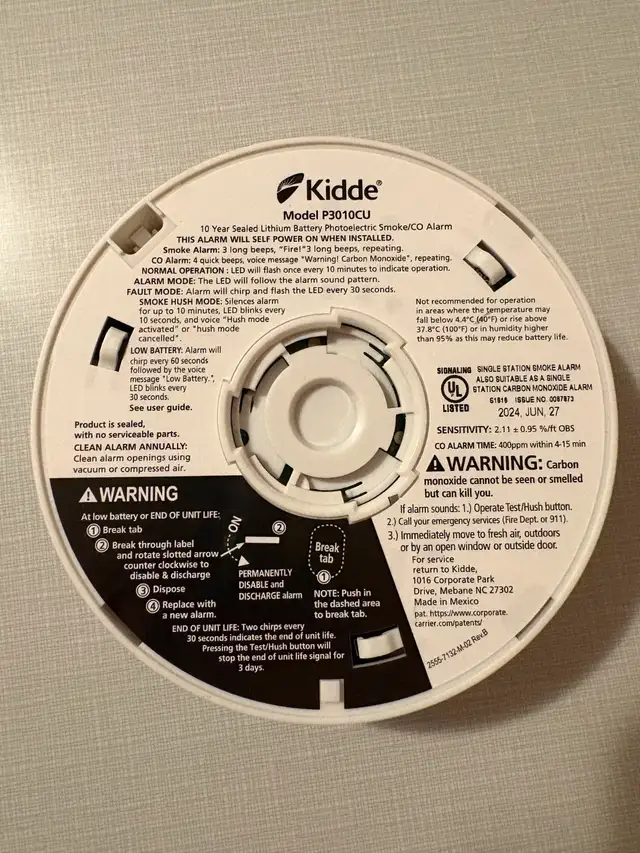 Kidde®
Model P3010CU
10 Year Sealed Lithium Battery Photoelectric Smoke/CO Alarm
THIS ALARM WILL SELF POWER ON WHEN INSTALLED.
Smoke Alarm: 3 long beeps, "Fire!" 3 long beeps, repeating.
CO Alarm: 4 quick beeps, voice message "Warning! Carbon Monoxide", repeating.
NORMAL OPERATION : LED will flash once every 10 minutes to indicate operation.
ALARM MODE: The LED will follow the alarm sound pattern.
FAULT MODE: Alarm will chirp and flash the LED every 30 seconds.
SMOKE HUSH MODE: Silences alarm
for up to 10 minutes, LED blinks every
10 seconds, and voice "Hush mode
activated" or "hush mode
cancelled".
LOW BATTERY: Alarm will
chirp every 60 seconds
followed by the voice
message "Low Battery.",
LED blinks every
30 seconds.
See user guide.
Product is sealed,
with no serviceable parts.
CLEAN ALARM ANNUALLY:
Clean alarm openings using
vacuum or compressed air.
Not recommended for operation
in areas where the temperature may
fall below 4.4°C (40°F) or rise above
37.8°C (100°F) or in humidity higher
than 95% as this may reduce battery life.
SIGNALING
UL
LISTED
SINGLE STATION SMOKE ALARM
ALSO SUITABLE AS A SINGLE
STATION CARBON MONOXIDE ALARM
S1816 ISSUE NO. 0087873
2024, JUN, 27
SENSITIVITY: 2.11 ± 0.95 %/ft OBS
CO ALARM TIME: 400ppm within 4-15 min
WARNING: Carbon
monoxide cannot be seen or smelled
but can kill you.
If alarm sounds: 1.) Operate Test/Hush button.
2.) Call your emergency services (Fire Dept. or 911).
3.) Immediately move to fresh air, outdoors
or by an open window or outside door.
For service
return to Kidde,
1016 Corporate Park
Drive, Mebane NC 27302
Made in Mexico
pat. https://www.corporate.
carrier.com/patents/
2555-7132-M-02 Rev.B
WARNING
At low battery or END OF UNIT LIFE:
1 Break tab
2 Break through label
and rotate slotted arrow
counter clockwise to
disable & discharge
3 Dispose
4 Replace with
a new alarm.
ON
2
PERMANENTLY
DISABLE and
DISCHARGE alarm
Break
tab
1
NOTE: Push in
the dashed area
to break tab.
END OF UNIT LIFE: Two chirps every
30 seconds indicates the end of unit life.
Pressing the Test/Hush button will
stop the end of unit life signal for
3 days.